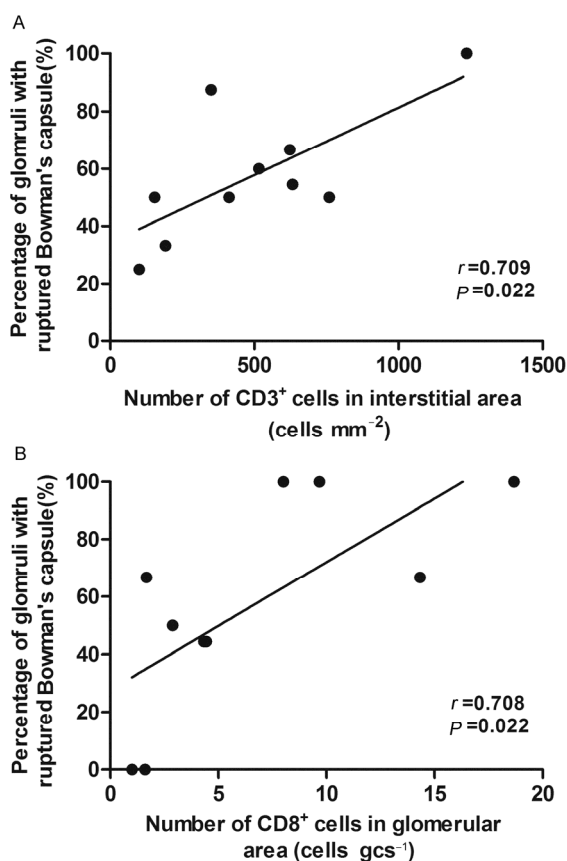 A
Percentage of glomruli with
ruptured Bowman's capsule(%)
100
80
60
40
20
0
r=0.709
P=0.022
0 500 1000 1500
Number of CD3⁺ cells in interstitial area
(cells mm⁻²)
B
Percentage of glomruli with
ruptured Bowman's capsule(%)
100
80
60
40
20
0
r=0.708
P=0.022
0 5 10 15 20
Number of CD8⁺ cells in glomerular
area (cells gcs⁻¹)